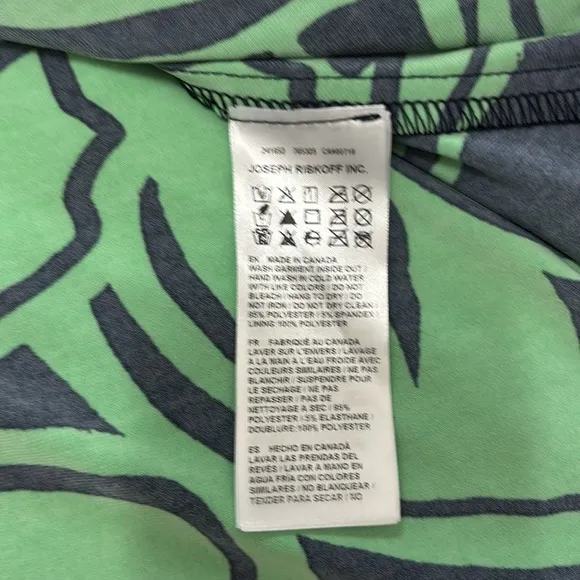 JOSEPH RIBKOFF INC.
EN MADE IN CANADA
WASH GARMENT INSIDE OUT /
HAND WASH IN COLD WATER
WITH LIKE COLORS / DO NOT
BLEACH / HANG TO DRY / DO
NOT IRON / DO NOT DRY CLEAN /
95% POLYESTER / 5% SPANDEX /
LINING:100% POLYESTER
FR FABRIQUÉ AU CANADA
LAVER SUR L'ENVERS / LAVAGE
A LA MAIN A L'EAU FROIDE AVEC
COULEURS SIMILAIRES / NE PAS
BLANCHIR / SUSPENDRE POUR
LE SECHAGE / NE PAS
REPASSER / PAS DE
NETTOYAGE A SEC / 95%
POLYESTER / 5% ELASTHANE /
DOUBLURE:100% POLYESTER
ES HECHO EN CANADÁ
LAVAR LAS PRENDAS DEL
REVÉS / LAVAR A MANO EN
AGUA FRÍA CON COLORES
SIMILARES / NO BLANQUEAR /
TENDER PARA SECAR / NO